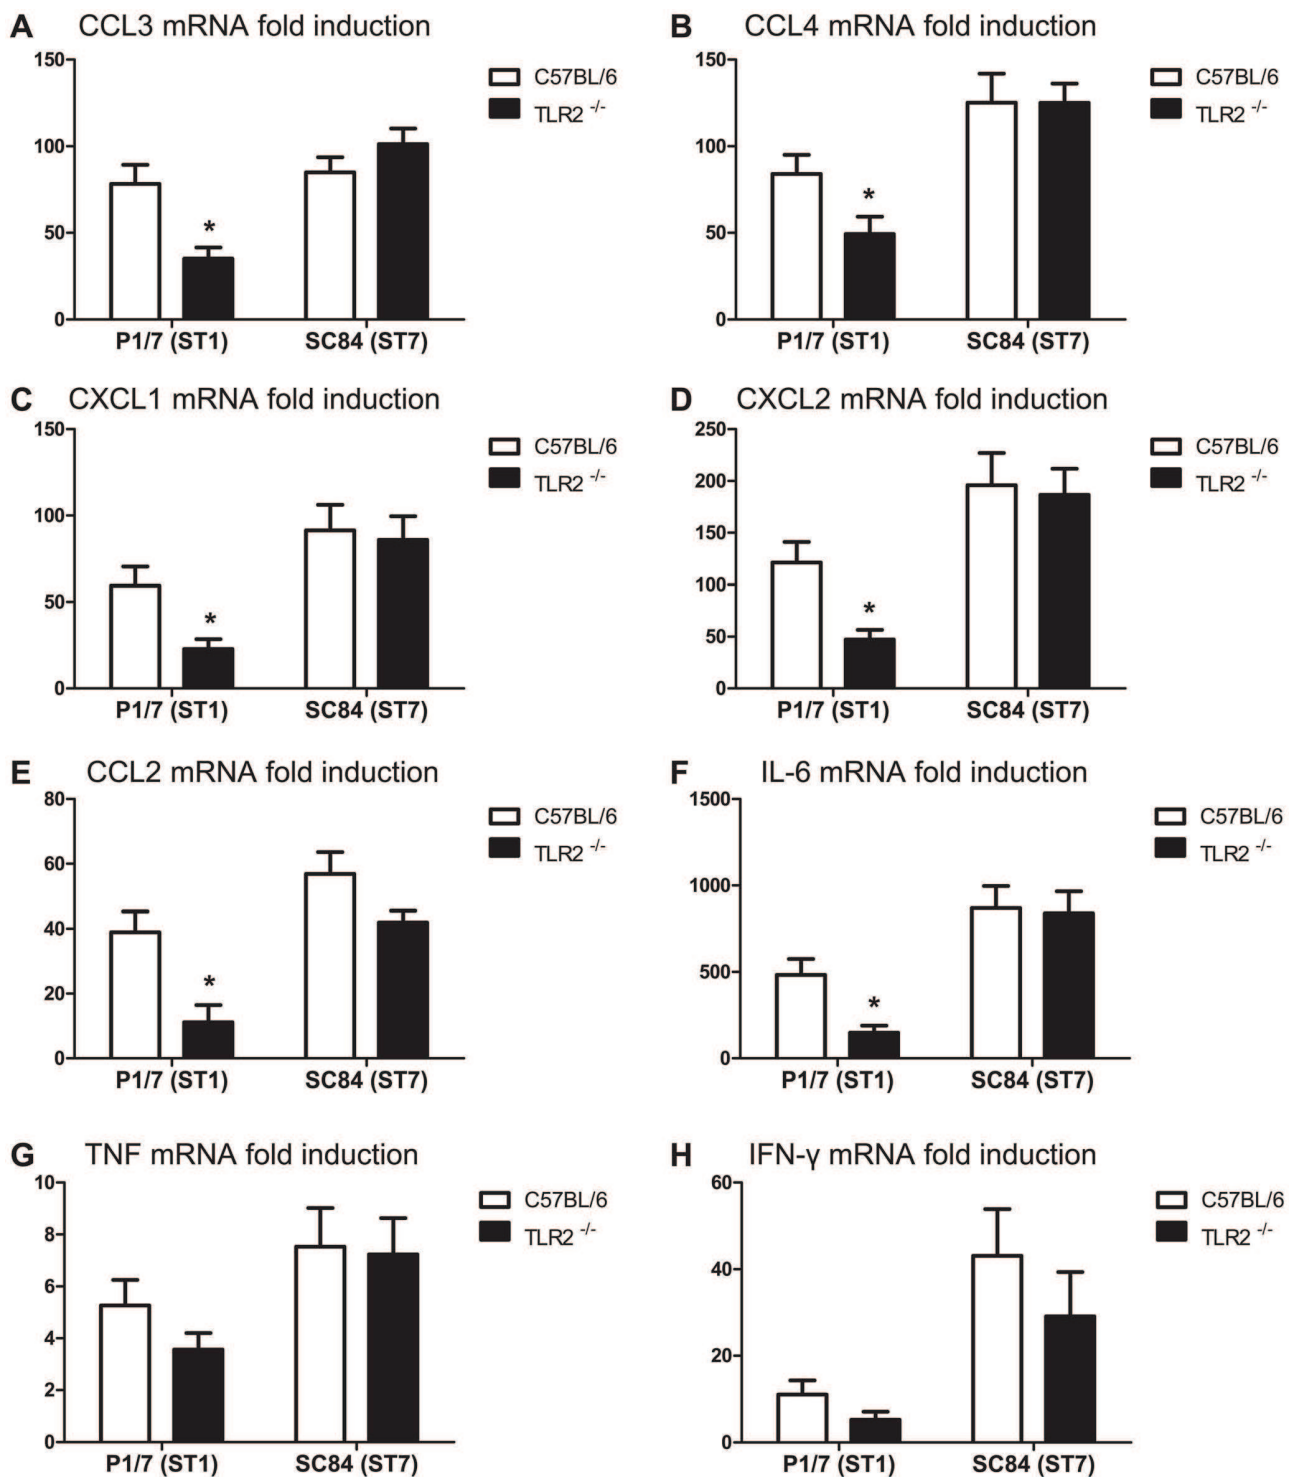 A CCL3 mRNA fold induction
150
100
50
0
C57BL/6
TLR2 -/-
*
P1/7 (ST1) SC84 (ST7)
B CCL4 mRNA fold induction
150
100
50
0
C57BL/6
TLR2 -/-
*
P1/7 (ST1) SC84 (ST7)
C CXCL1 mRNA fold induction
150
100
50
0
C57BL/6
TLR2 -/-
*
P1/7 (ST1) SC84 (ST7)
D CXCL2 mRNA fold induction
250
200
150
100
50
0
C57BL/6
TLR2 -/-
*
P1/7 (ST1) SC84 (ST7)
E CCL2 mRNA fold induction
80
60
40
20
0
C57BL/6
TLR2 -/-
*
P1/7 (ST1) SC84 (ST7)
F IL-6 mRNA fold induction
1500
1000
500
0
C57BL/6
TLR2 -/-
*
P1/7 (ST1) SC84 (ST7)
G TNF mRNA fold induction
10
8
6
4
2
0
C57BL/6
TLR2 -/-
P1/7 (ST1) SC84 (ST7)
H IFN-γ mRNA fold induction
60
40
20
0
C57BL/6
TLR2 -/-
P1/7 (ST1) SC84 (ST7)